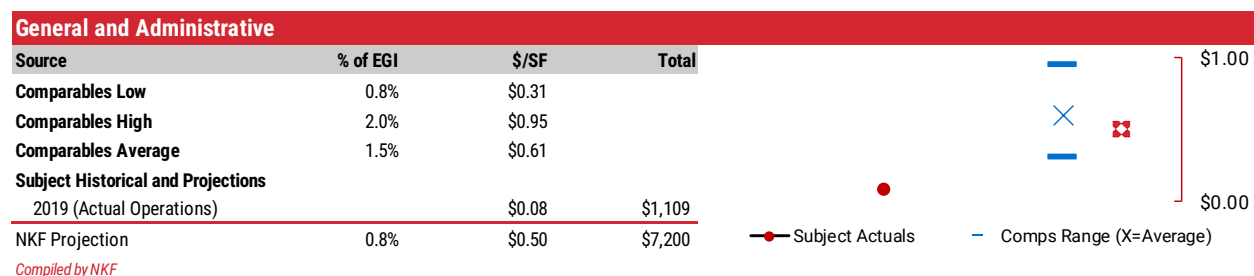 General and Administrative
Source % of EGI $/SF Total
Comparables Low 0.8% $0.31
Comparables High 2.0% $0.95
Comparables Average 1.5% $0.61
Subject Historical and Projections
2019 (Actual Operations) $0.08 $1,109
NKF Projection 0.8% $0.50 $7,200
Compiled by NKF
$1.00
$0.00
Subject Actuals Comps Range (X=Average)